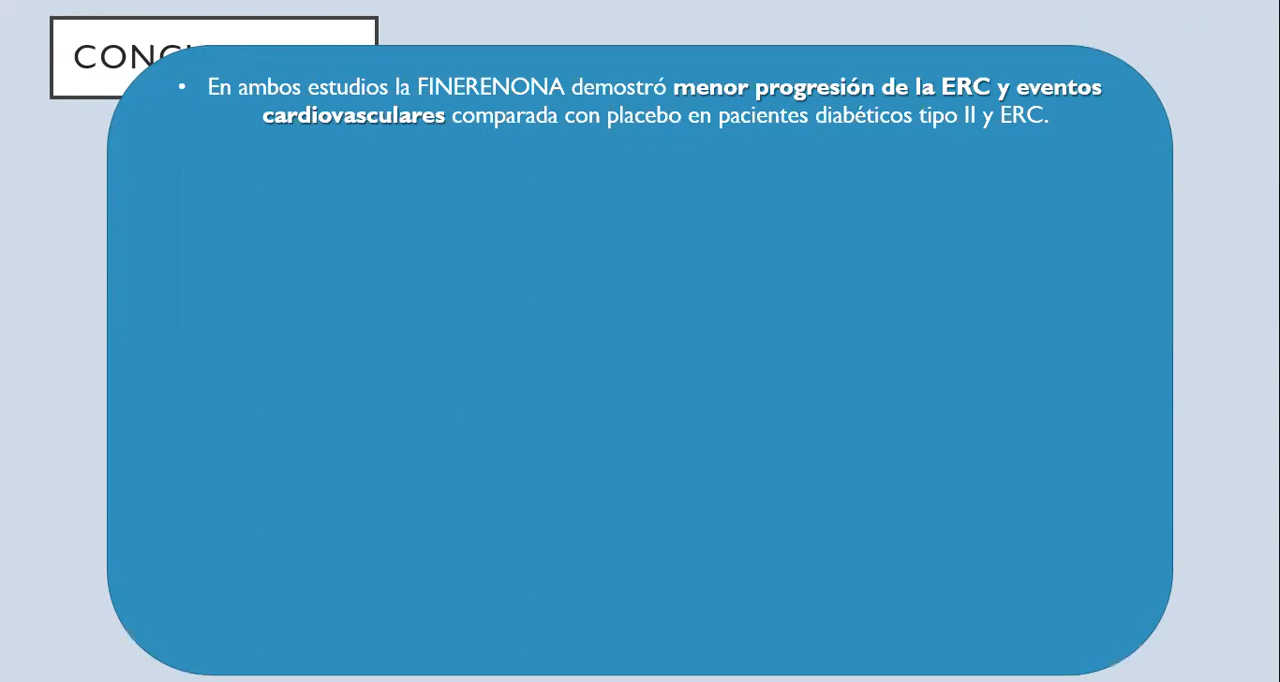 • En ambos estudios la FINERENONA demostró menor progresión de la ERC y eventos
cardiovasculares comparada con placebo en pacientes diabéticos tipo II y ERC.